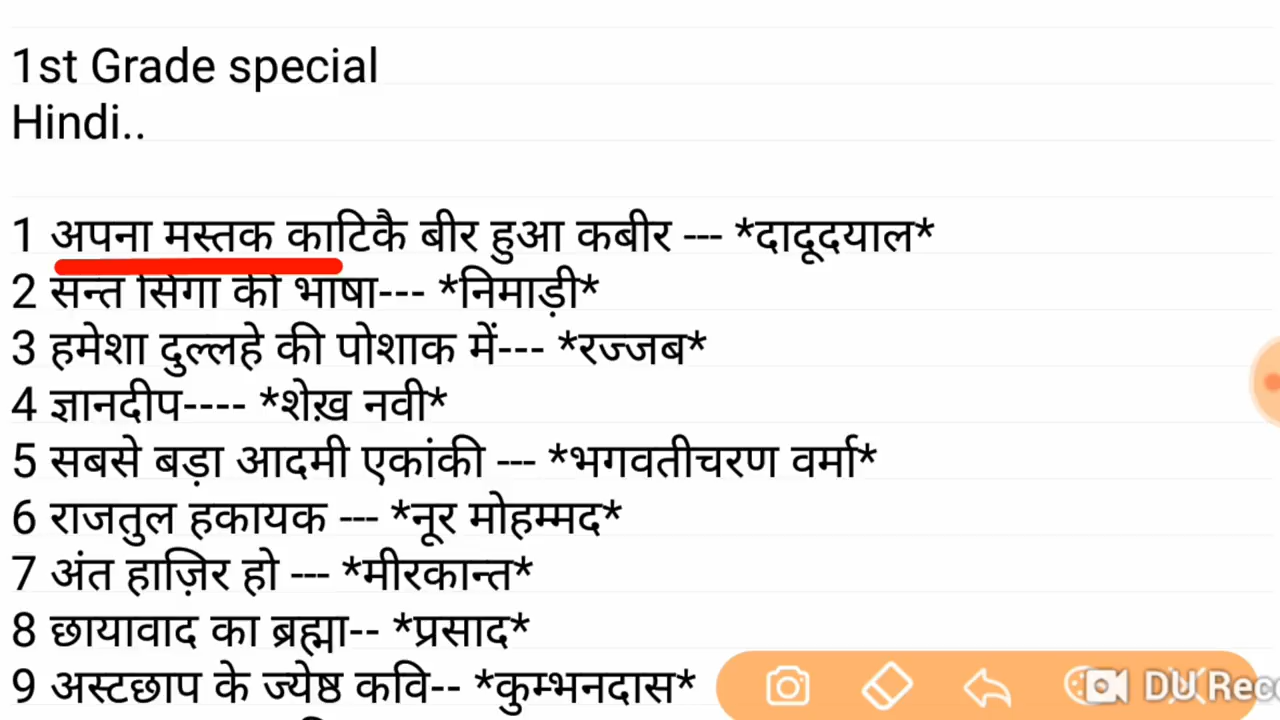 1st Grade special
Hindi..
1 अपना मस्तक काटिकै बीर हुआ कबीर --- *दादूदयाल*
2 सन्त सिंगा की भाषा--- *निमाड़ी*
3 हमेशा दुल्लहे की पोशाक में--- *रज्जब*
4 ज्ञानदीप---- *शेख़ नवी*
5 सबसे बड़ा आदमी एकांकी --- *भगवतीचरण वर्मा*
6 राजतुल हकायक --- *नूर मोहम्मद*
7 अंत हाज़िर हो --- *मीरकान्त*
8 छायावाद का ब्रह्मा-- *प्रसाद*
9 अस्टछाप के ज्येष्ठ कवि-- *कुम्भनदास*
DU Rec